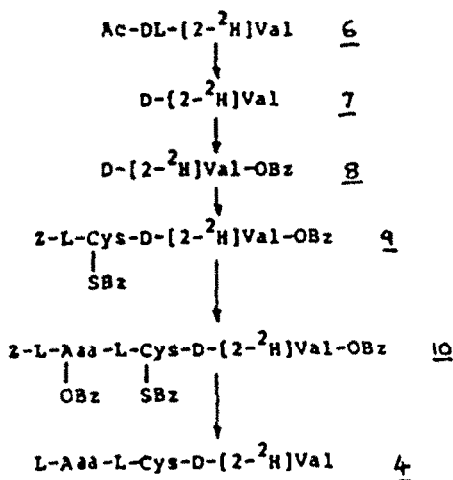 Ac-DL-[2-²H]Val 6
D-[2-²H]Val 7
D-[2-²H]Val-OBz 8
Z-L-Cys-D-[2-²H]Val-OBz 9
SBz
Z-L-Aaa-L-Cys-D-[2-²H]Val-OBz 10
OBz SBz
L-Aaa-L-Cys-D-[2-²H]Val 4